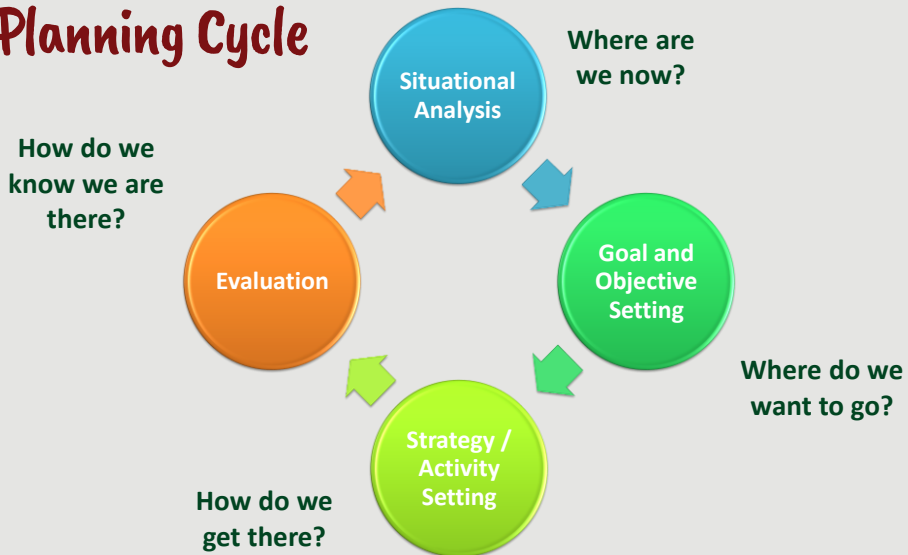 Planning Cycle
Situational
Analysis
Where are
we now?
Goal and
Objective
Setting
Where do we
want to go?
Strategy /
Activity
Setting
How do we
get there?
Evaluation
How do we
know we are
there?